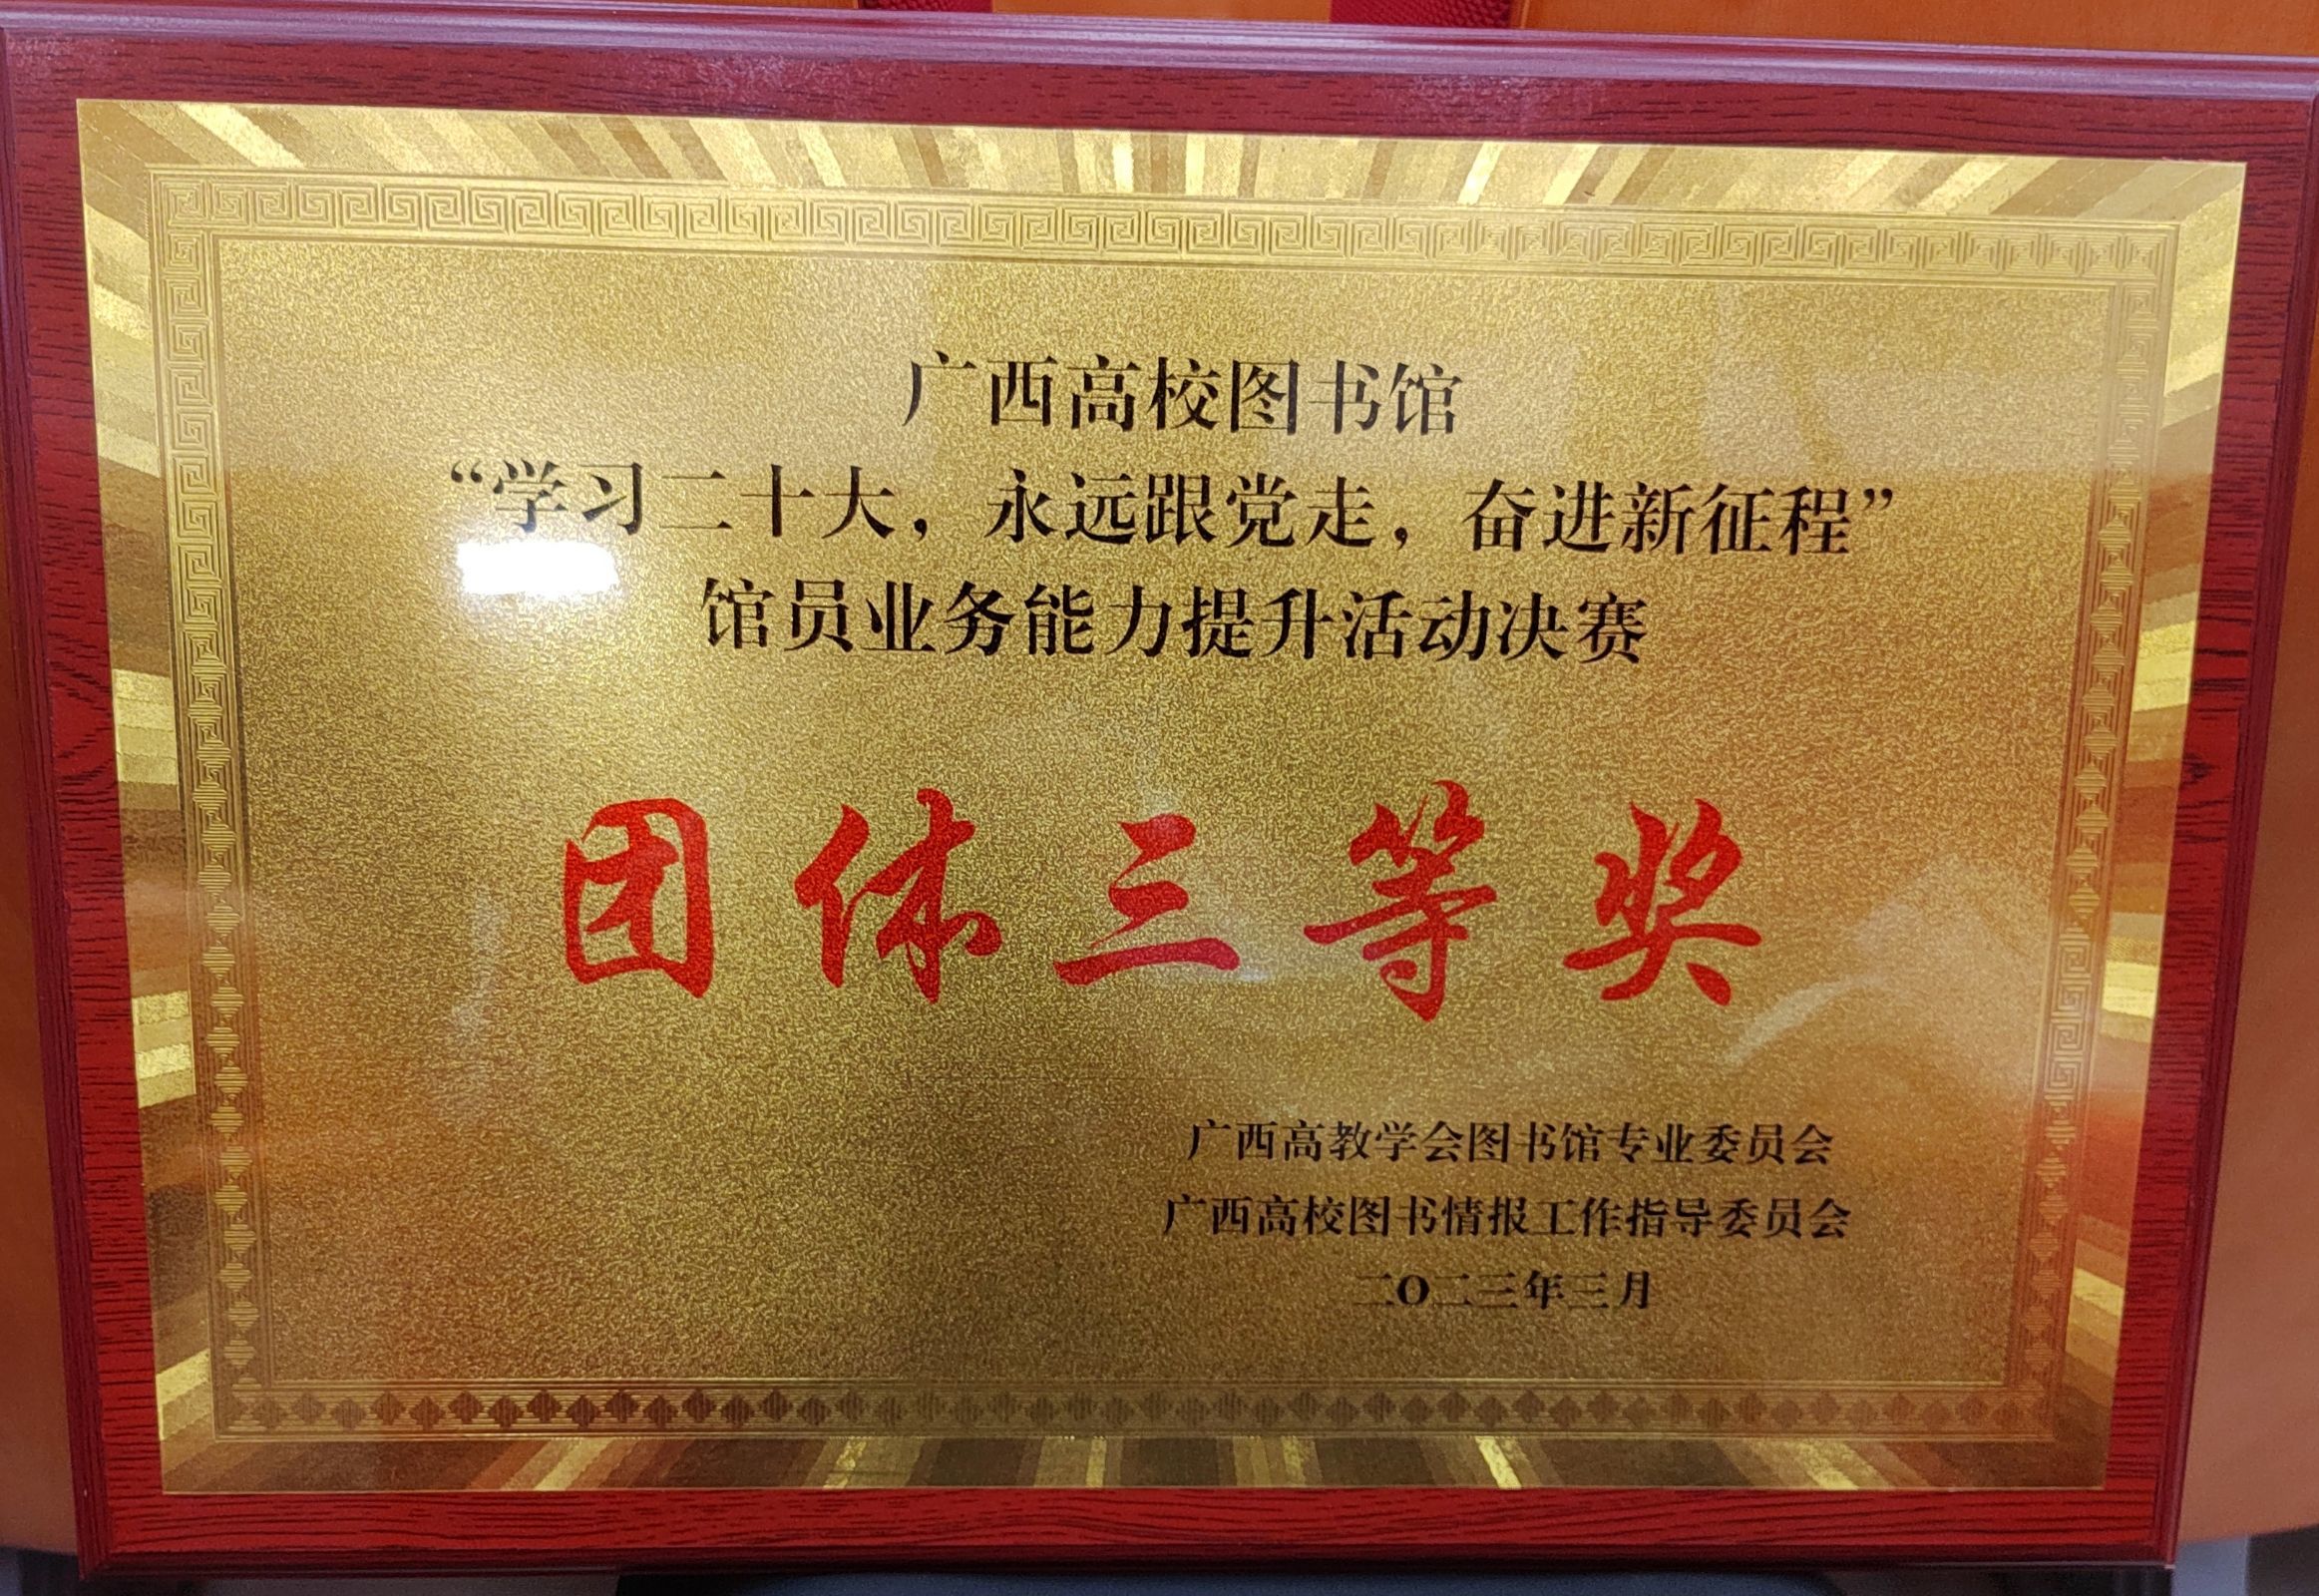 广西高校图书馆
“学习二十大，永远跟党走，奋进新征程”
馆员业务能力提升活动决赛
团体三等奖
广西高教学会图书馆专业委员会
广西高校图书情报工作指导委员会
二O二三年三月